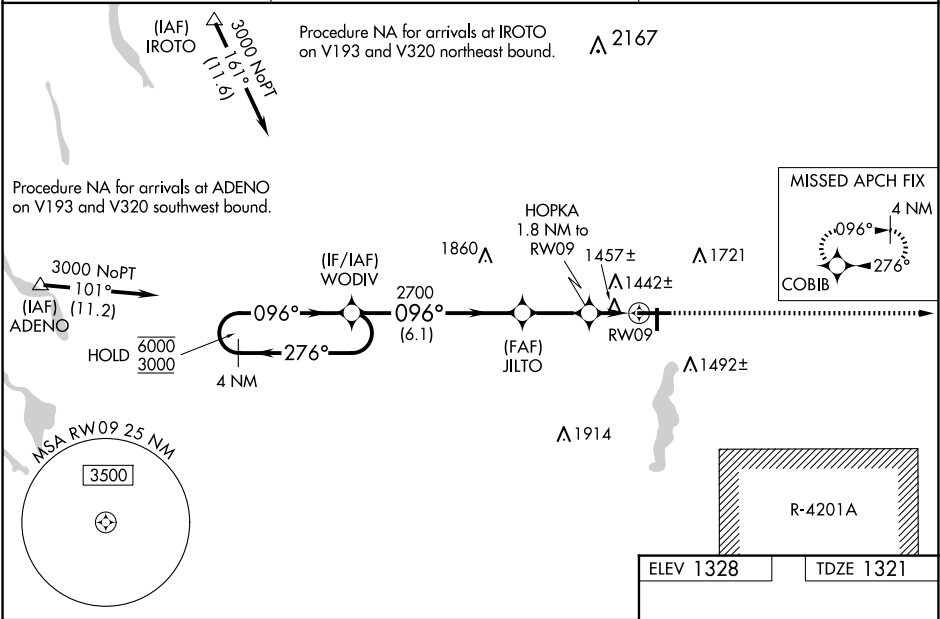 (IAF)
IROTO
3000 NoPT
161°
(11.6)
Procedure NA for arrivals at IROTO
on V193 and V320 northeast bound.
2167
Procedure NA for arrivals at ADENO
on V193 and V320 southwest bound.
MISSED APCH FIX
4 NM
096°
276°
COBIB
HOPKA
1.8 NM to
RW09
1860
1457±
1442±
1721
(IF/IAF)
WODIV
3000 NoPT
101°
(11.2)
(IAF)
ADENO
HOLD
6000
3000
096°
276°
4 NM
2700
096°
(6.1)
(FAF)
JILTO
RW09
1492±
1914
MSA RW09 25 NM
3500
R-4201A
ELEV 1328
TDZE 1321